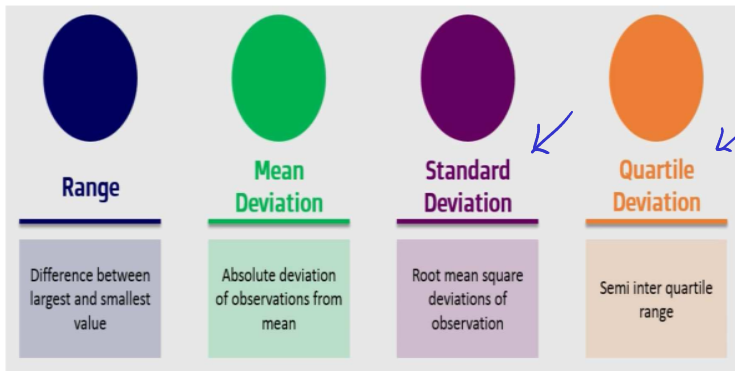 Range
Mean
Deviation
Standard
Deviation
Quartile
Deviation
Difference between
largest and smallest
value
Absolute deviation
of observations from
mean
Root mean square
deviations of
observation
Semi inter quartile
range